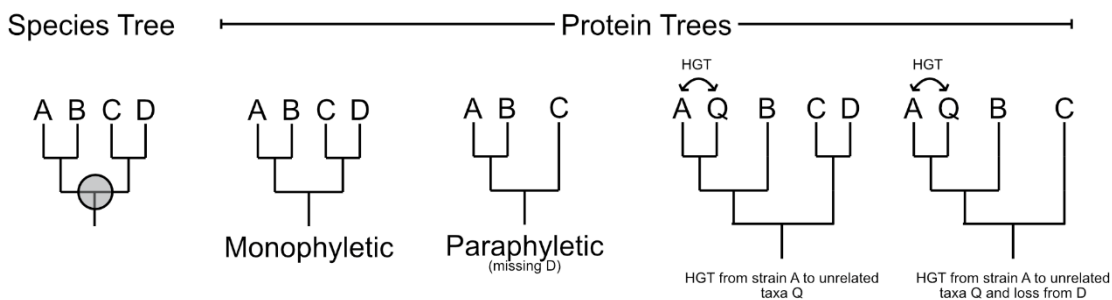 Species Tree
Protein Trees
HGT
HGT
A B C D
A B C D
A B C
A Q B C D
A Q B C
Monophyletic
Paraphyletic
(missing D)
HGT from strain A to unrelated
taxa Q
HGT from strain A to unrelated
taxa Q and loss from D